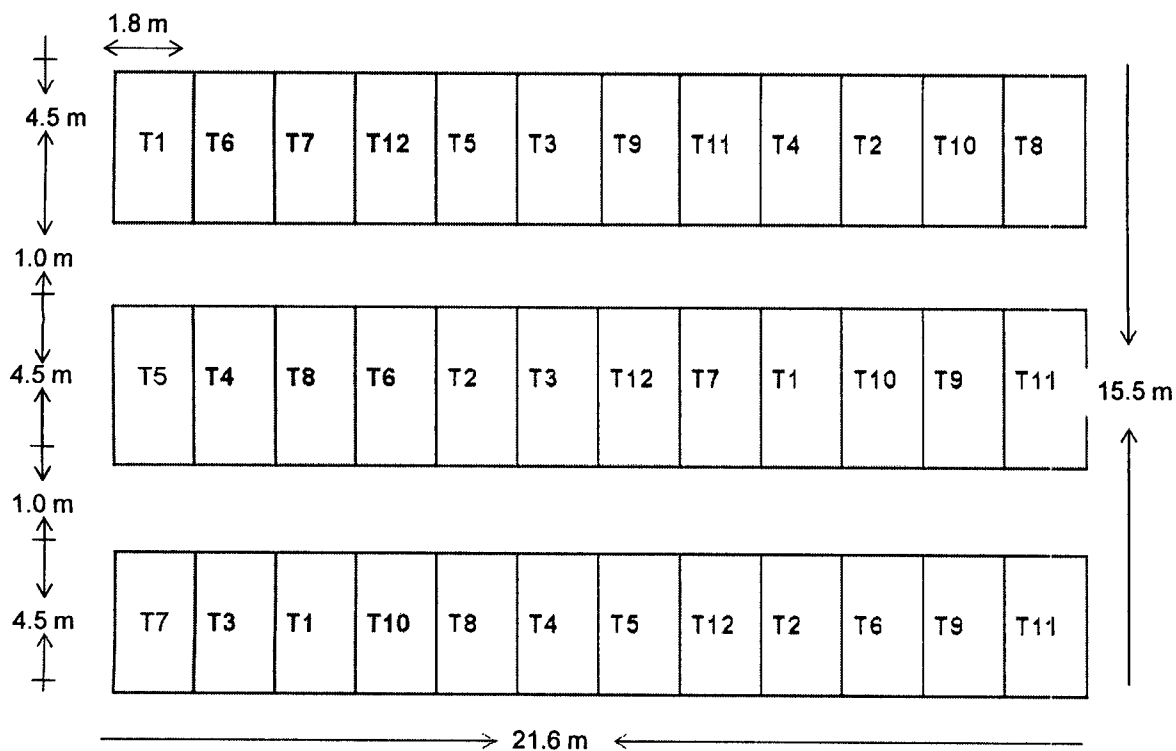 1.8 m
4.5 m
T1 T6 T7 T12 T5 T3 T9 T11 T4 T2 T10 T8
1.0 m
4.5 m
T5 T4 T8 T6 T2 T3 T12 T7 T1 T10 T9 T11
15.5 m
1.0 m
4.5 m
T7 T3 T1 T10 T8 T4 T5 T12 T2 T6 T9 T11
21.6 m